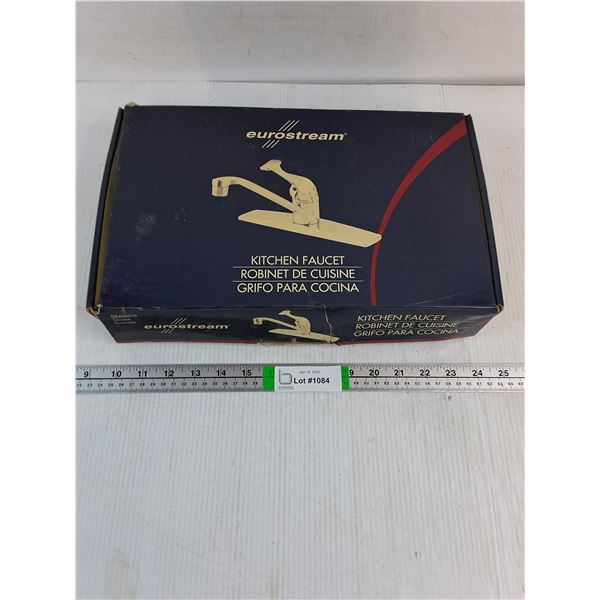 eurostream®
KITCHEN FAUCET
ROBINET DE CUISINE
GRIFO PARA COCINA
eurostream®
KITCHEN FAUCET
ROBINET DE CUISINE
GRIFO PARA COCINA
9 10 11 12 13 14 15 20 21 22 23 24 25
Lot #1084